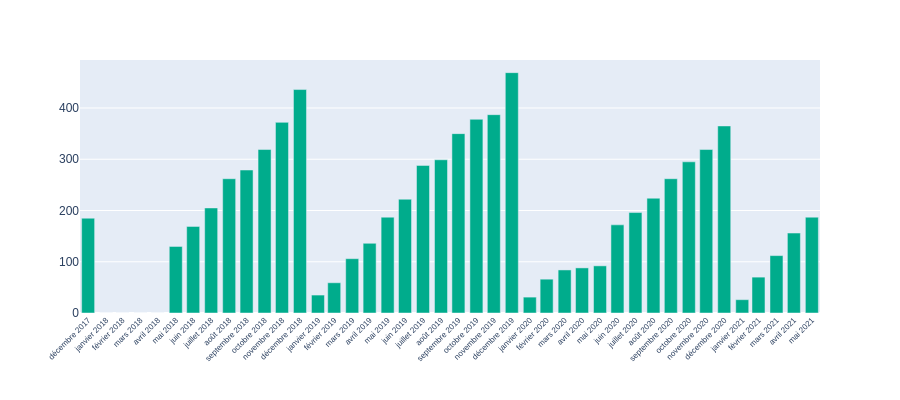 400
300
200
100
0
décembre 2017
janvier 2018
février 2018
mars 2018
avril 2018
mai 2018
juin 2018
juillet 2018
août 2018
septembre 2018
octobre 2018
novembre 2018
décembre 2018
janvier 2019
février 2019
mars 2019
avril 2019
mai 2019
juin 2019
juillet 2019
août 2019
septembre 2019
octobre 2019
novembre 2019
décembre 2019
janvier 2020
février 2020
mars 2020
avril 2020
mai 2020
juin 2020
juillet 2020
août 2020
septembre 2020
octobre 2020
novembre 2020
décembre 2020
janvier 2021
février 2021
mars 2021
avril 2021
mai 2021